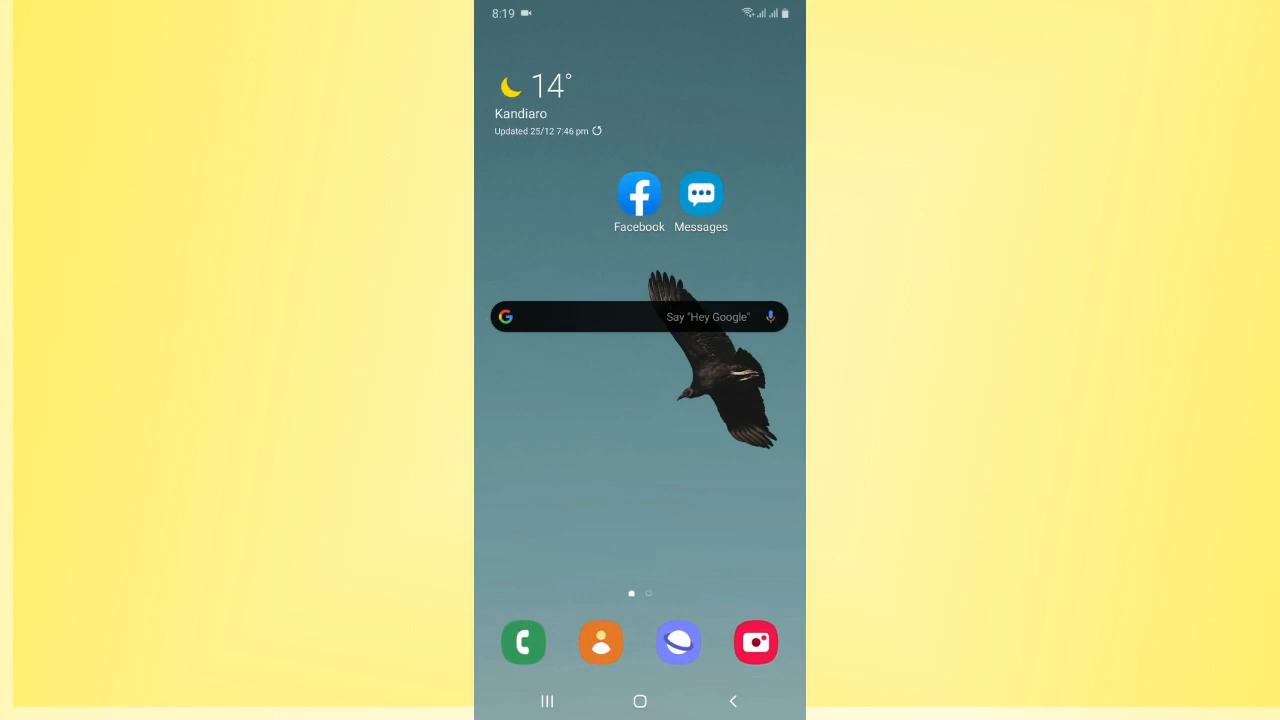 8:19
14°
Kandiaro
Updated 25/12 7:46 pm
Facebook
Messages
Say "Hey Google"